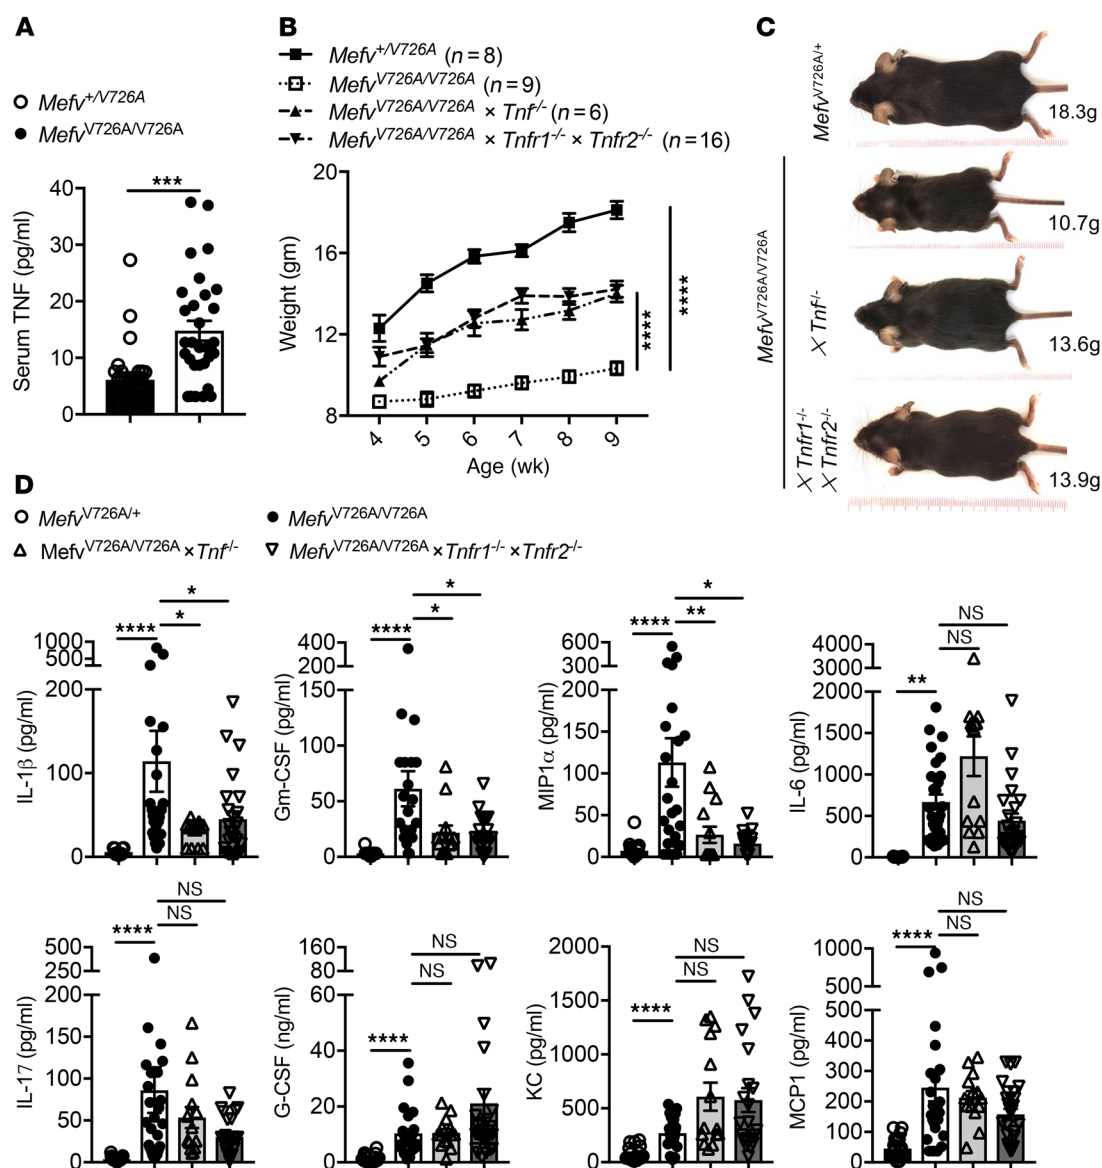 A
Mefv+/V726A
MefvV726A/V726A
***
Serum TNF (pg/ml)
40
30
20
10
0
B
Mefv+/V726A (n = 8)
MefvV726A/V726A (n = 9)
MefvV726A/V726A × Tnf-/- (n = 6)
MefvV726A/V726A × Tnfr1-/- × Tnfr2-/- (n = 16)
Weight (gm)
20
16
12
8
4 5 6 7 8 9
Age (wk)
****
****
C
MefvV726A/+
18.3g
MefvV726A/V726A
10.7g
X Tnf-/-
13.6g
X Tnfr1-/-
X Tnfr2-/-
13.9g
D
MefvV726A/+
MefvV726A/V726A
MefvV726A/V726A × Tnf-/-
MefvV726A/V726A × Tnfr1-/- × Tnfr2-/-
IL-1β (pg/ml)
1000
500
200
100
0
****
*
*
Gm-CSF (pg/ml)
400
200
150
100
50
0
****
*
*
MIP1α (pg/ml)
600
300
200
150
100
50
0
****
**
*
IL-6 (pg/ml)
4000
3000
2000
1500
1000
500
0
**
NS
NS
IL-17 (pg/ml)
500
250
200
150
100
50
0
****
NS
NS
G-CSF (ng/ml)
160
80
60
40
20
0
****
NS
NS
KC (pg/ml)
2000
1500
1000
500
0
****
NS
NS
MCP1 (pg/ml)
1000
500
500
400
300
200
100
0
****
NS
NS